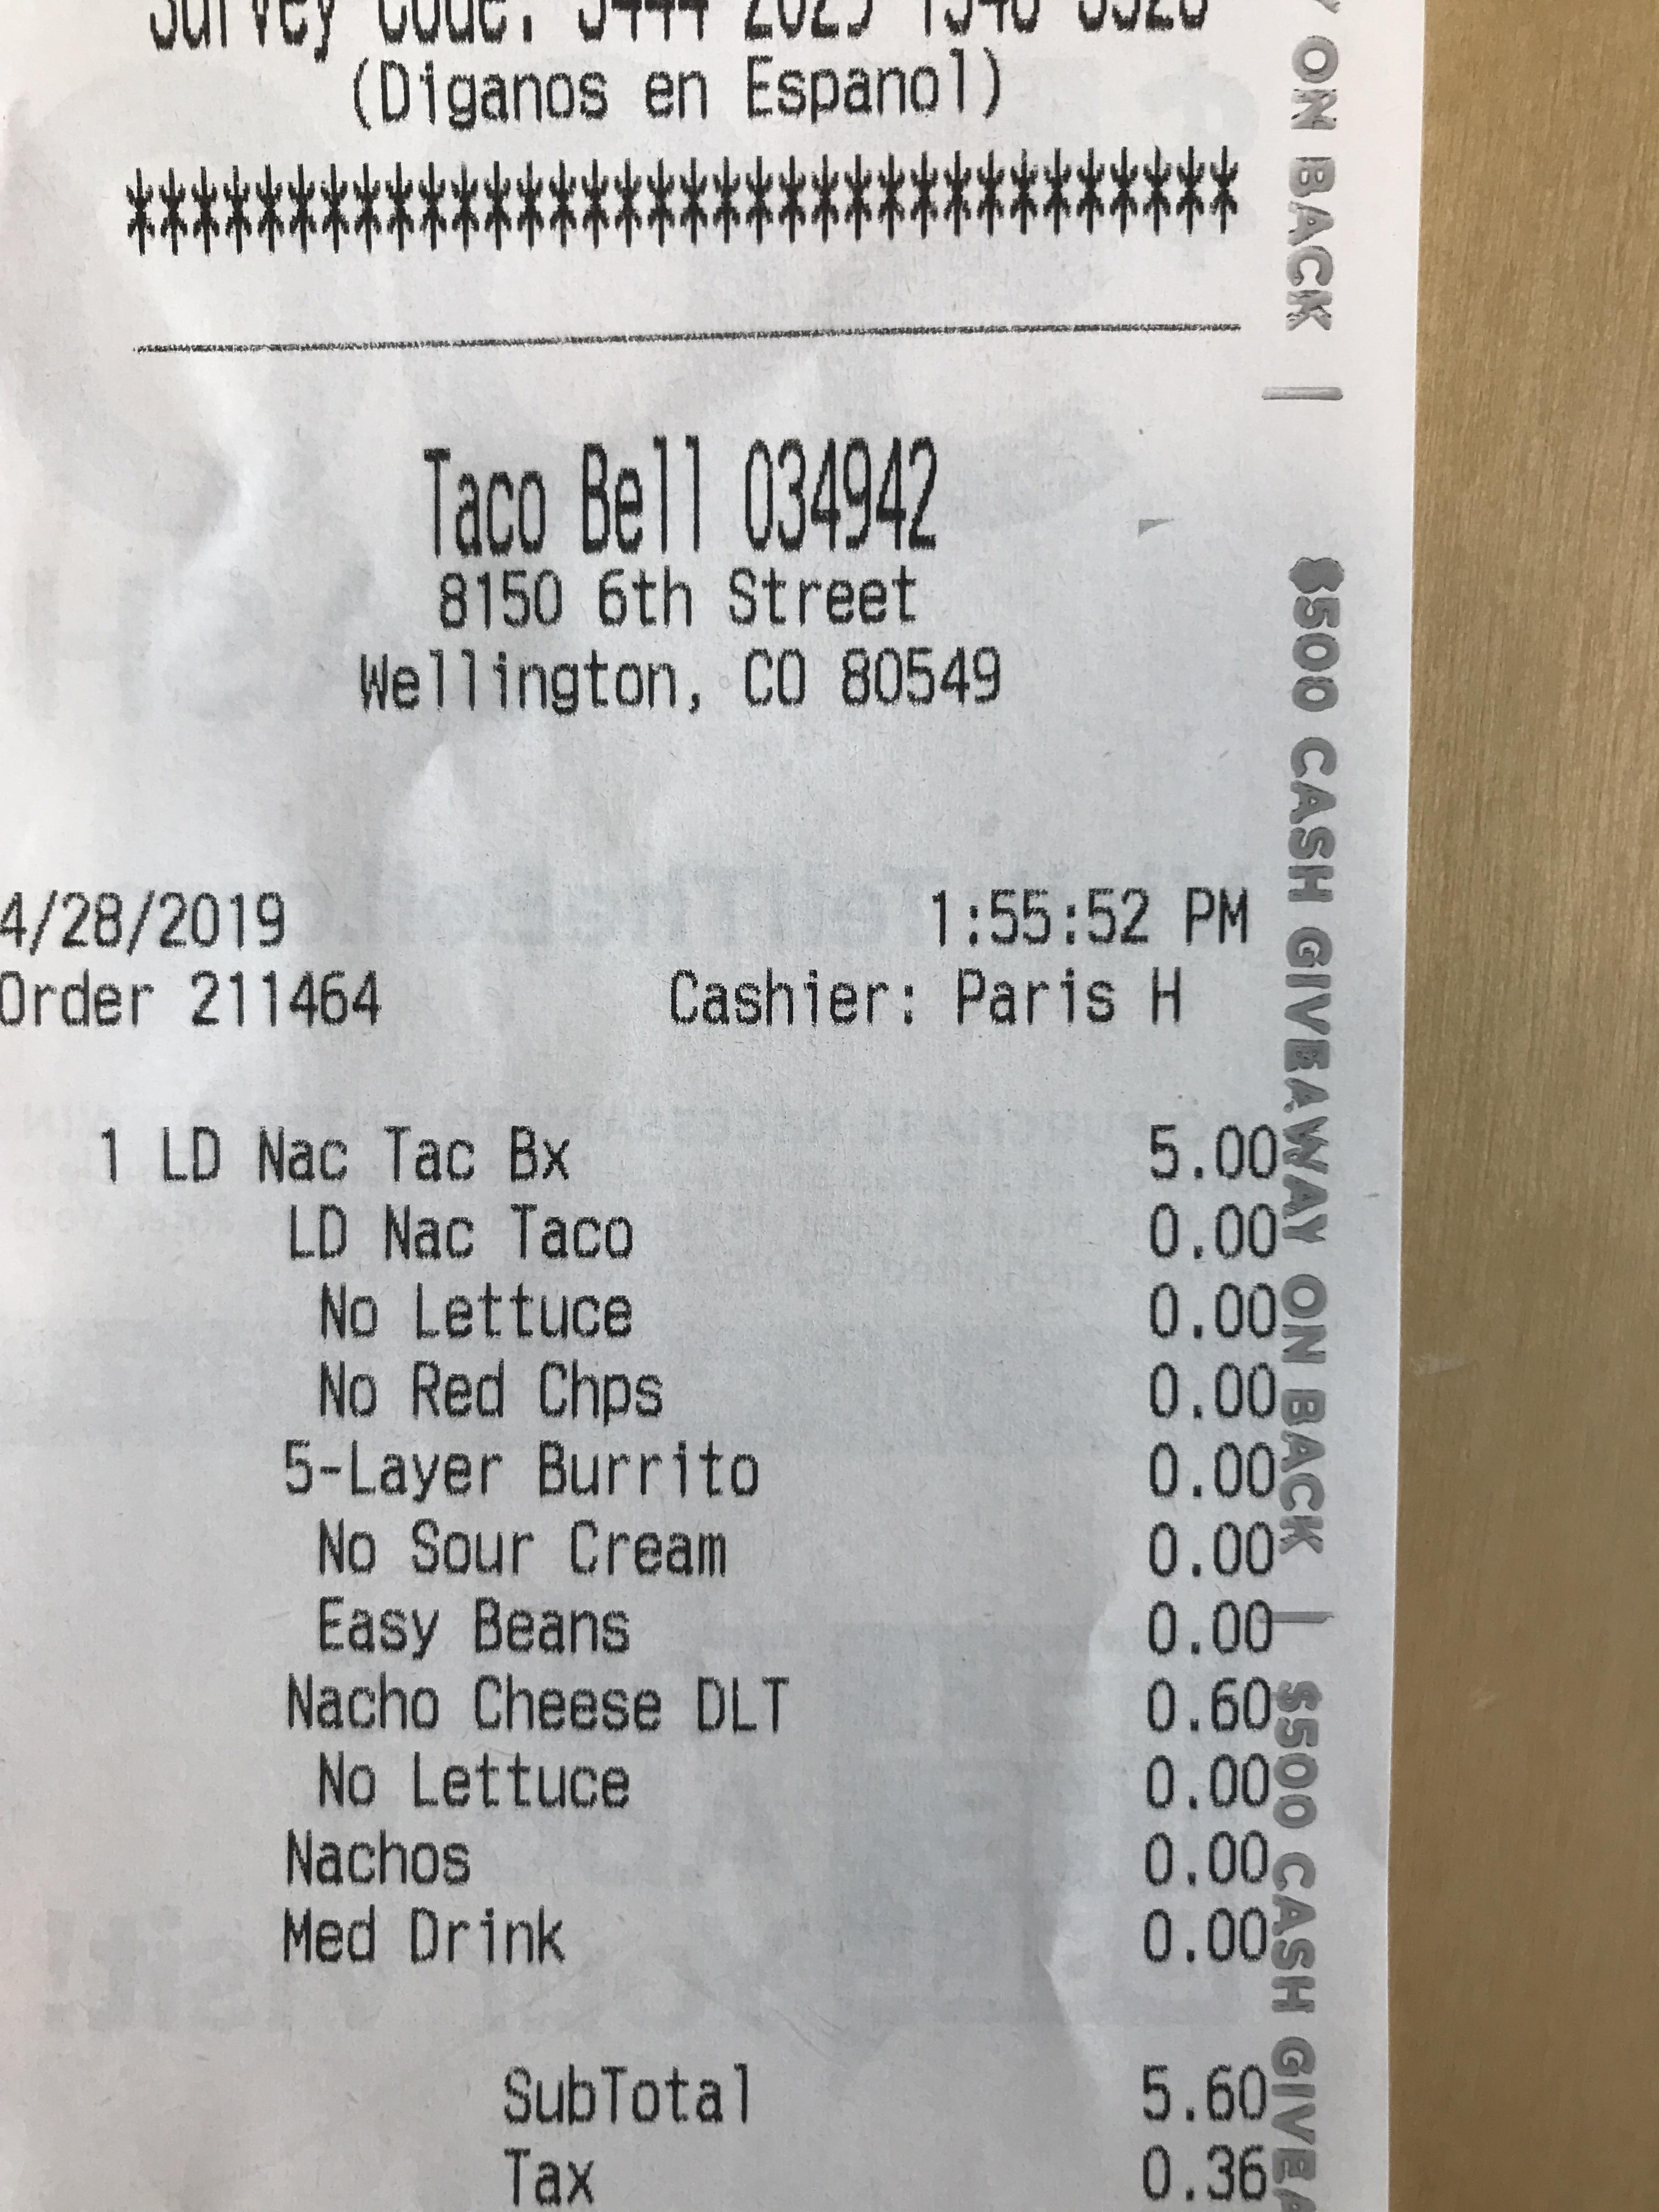 Survey Code:
(Diganos en Espanol)
**********************************
Taco Bell 034942
8150 6th Street
Wellington, CO 80549
4/28/2019 1:55:52 PM
Order 211464 Cashier: Paris H
1 LD Nac Tac Bx 5.00
LD Nac Taco 0.00
No Lettuce 0.00
No Red Chps 0.00
5-Layer Burrito 0.00
No Sour Cream 0.00
Easy Beans 0.00
Nacho Cheese DLT 0.60
No Lettuce 0.00
Nachos 0.00
Med Drink 0.00
SubTotal 5.60
Tax 0.36
Y ON BACK | $500 CASH GIVEAWAY ON BACK | $500 CASH GIVEA